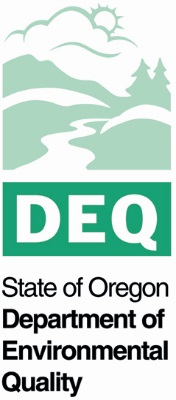 DEQ
State of Oregon
Department of
Environmental
Quality